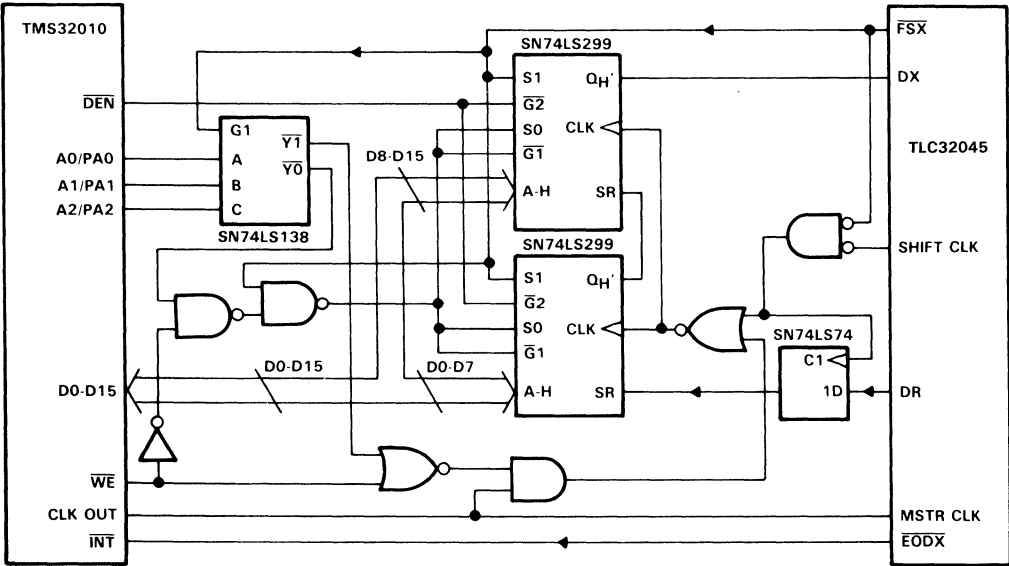 TMS32010
DEN
A0/PA0
A1/PA1
A2/PA2
D0-D15
WE
CLK OUT
INT
G1
A
B
C
Y1
Y0
SN74LS138
D8-D15
D0-D15
D0-D7
SN74LS299
S1
G2
S0
G1
A-H
QH'
CLK
SR
SN74LS299
S1
G2
S0
G1
A-H
QH'
CLK
SR
SN74LS74
C1
1D
FSX
DX
TLC32045
SHIFT CLK
DR
MSTR CLK
EODX